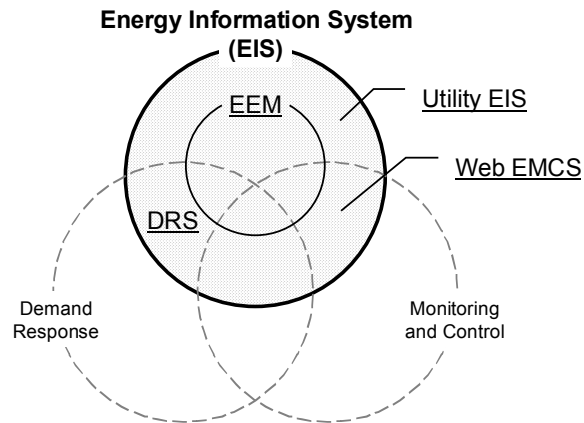 Energy Information System
(EIS)
EEM
Utility EIS
Web EMCS
DRS
Demand
Response
Monitoring
and Control